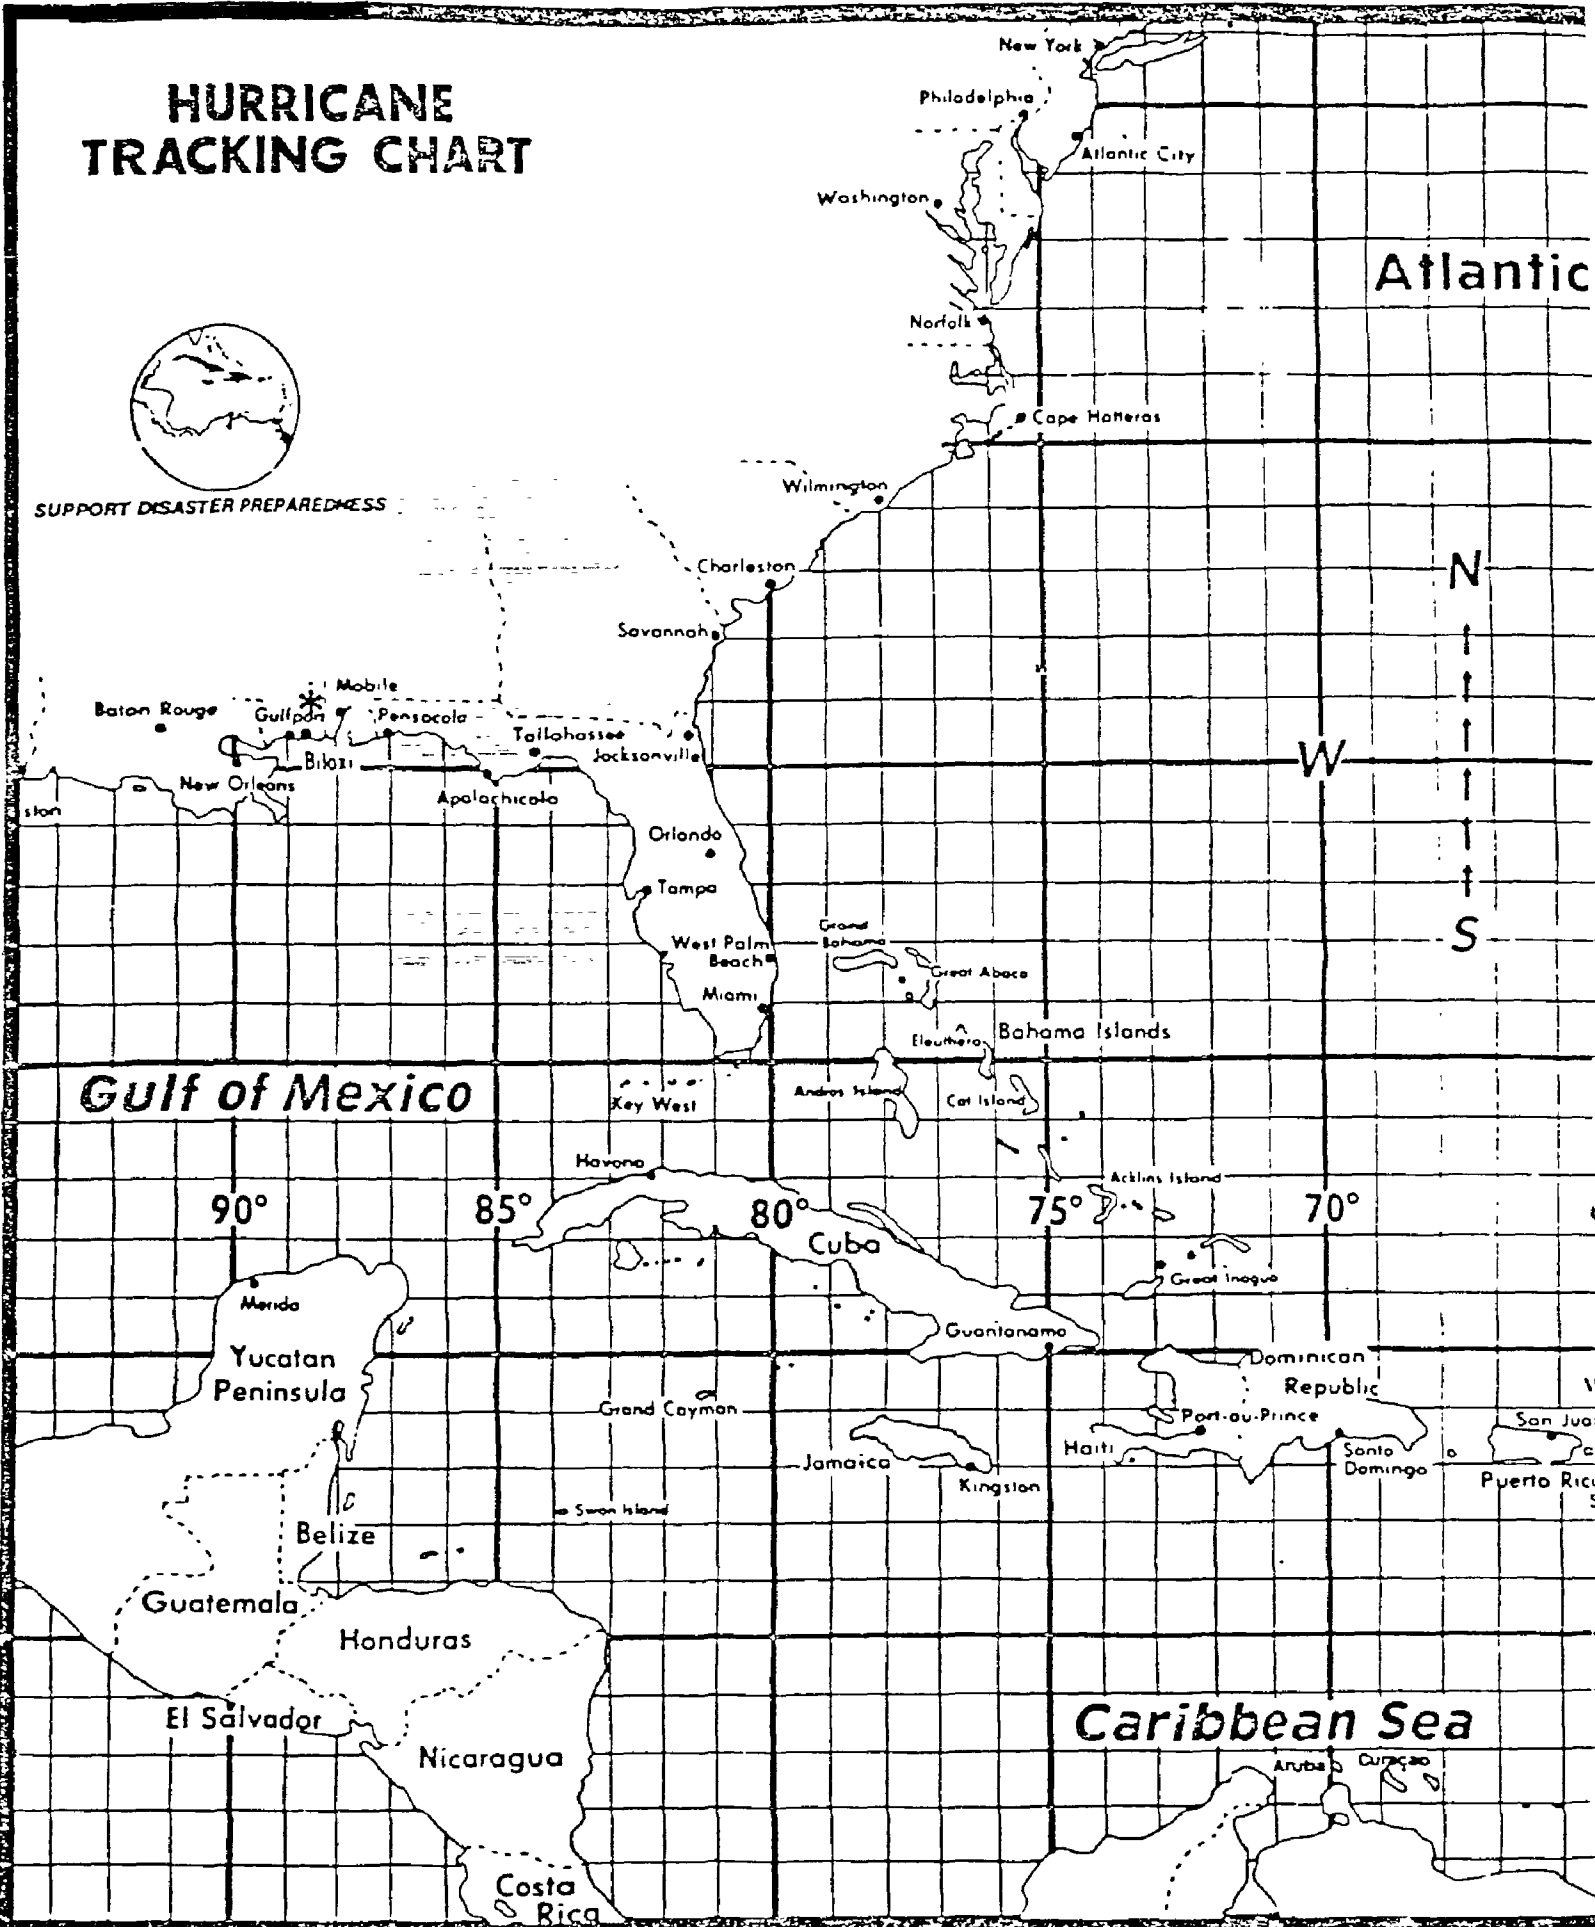 HURRICANE
TRACKING CHART
New York
Philadelphia
Atlantic City
Washington
Atlantic
Norfolk
Cape Hatteras
SUPPORT DISASTER PREPAREDNESS
Wilmington
Charleston
N
Savannah
Mobile
Baton Rouge
Gulfport
Pensacola
Tallahassee
Jacksonville
Biloxi
W
New Orleans
Apalachicola
ston
Orlando
Tampa
Grand
Bahama
S
West Palm
Beach
Great Abaco
Miami
Eleuthera
Bahama Islands
Gulf of Mexico
Key West
Andros Island
Cat Island
Havana
Acklins Island
90°
85°
80°
75°
70°
Cuba
Great Inagua
Merida
Guantanamo
Yucatan
Peninsula
Dominican
Republic
Grand Cayman
Port-au-Prince
San Jua
Haiti
Santo
Domingo
Jamaica
Kingston
Puerto Ric
Swan Island
Belize
Guatemala
Honduras
El Salvador
Caribbean Sea
Nicaragua
Aruba
Curaçao
Costa
Rica